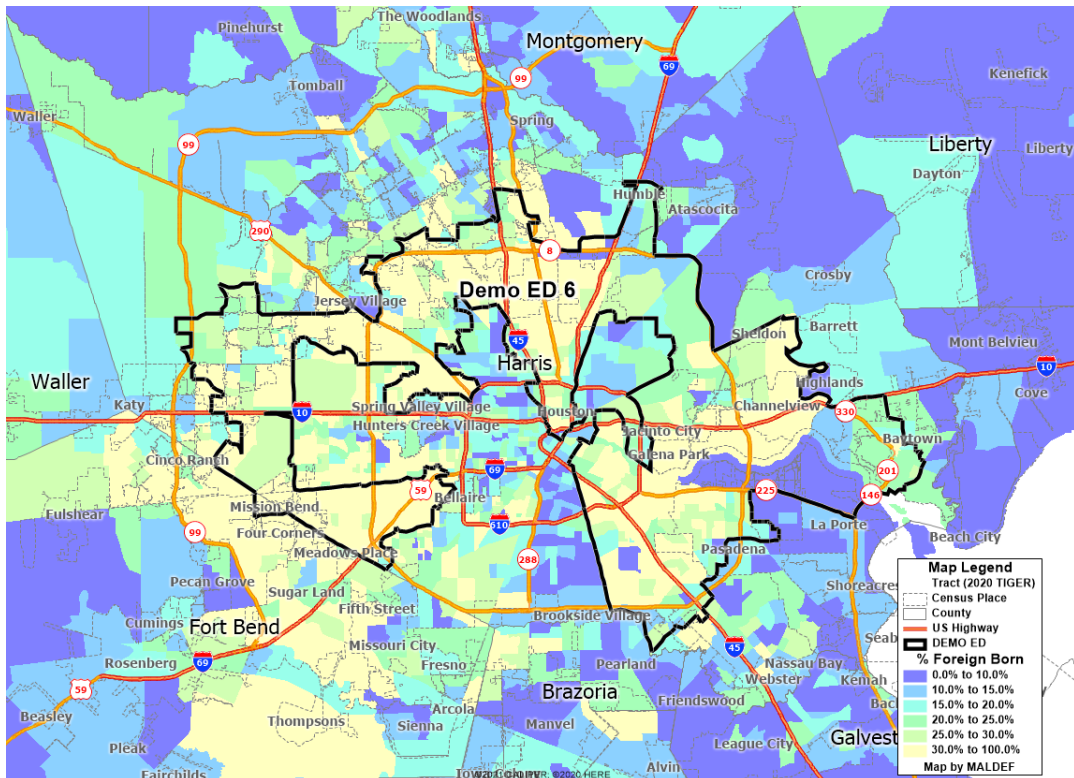 The Woodlands
Pinehurst
Montgomery
69
99
Kenefick
Tomball
Waller
Spring
99
Liberty
Liberty
Dayton
Humble
Atascocita
290
8
Crosby
Demo ED 6
Jersey Village
Sheldon
Barrett
45
Mont Belvieu
Harris
10
Waller
Highlands
Cove
Katy
10
Spring Valley Village
Houston
Channelview
330
Hunters Creek Village
Jacinto City
Baytown
Galena Park
Cinco Ranch
69
201
59
Bellaire
225
146
Fulshear
Mission Bend
610
La Porte
Four Corners
Beach City
99
Meadows Place
288
Pasadena
Pecan Grove
Sugar Land
Fifth Street
Brookside Village
Shoreacres
Cumings
Fort Bend
Missouri City
45
Rosenberg
69
Fresno
Pearland
Nassau Bay
Webster
Kemah
59
Brazoria
Friendswood
Beasley
Thompsons
Arcola
Sienna
Manvel
League City
Galvest
Pleak
Alvin
Fairchilds
Map Legend
Tract (2020 TIGER)
Census Place
County
US Highway
DEMO ED
% Foreign Born
0.0% to 10.0%
10.0% to 15.0%
15.0% to 20.0%
20.0% to 25.0%
25.0% to 30.0%
30.0% to 100.0%
Map by MALDEF